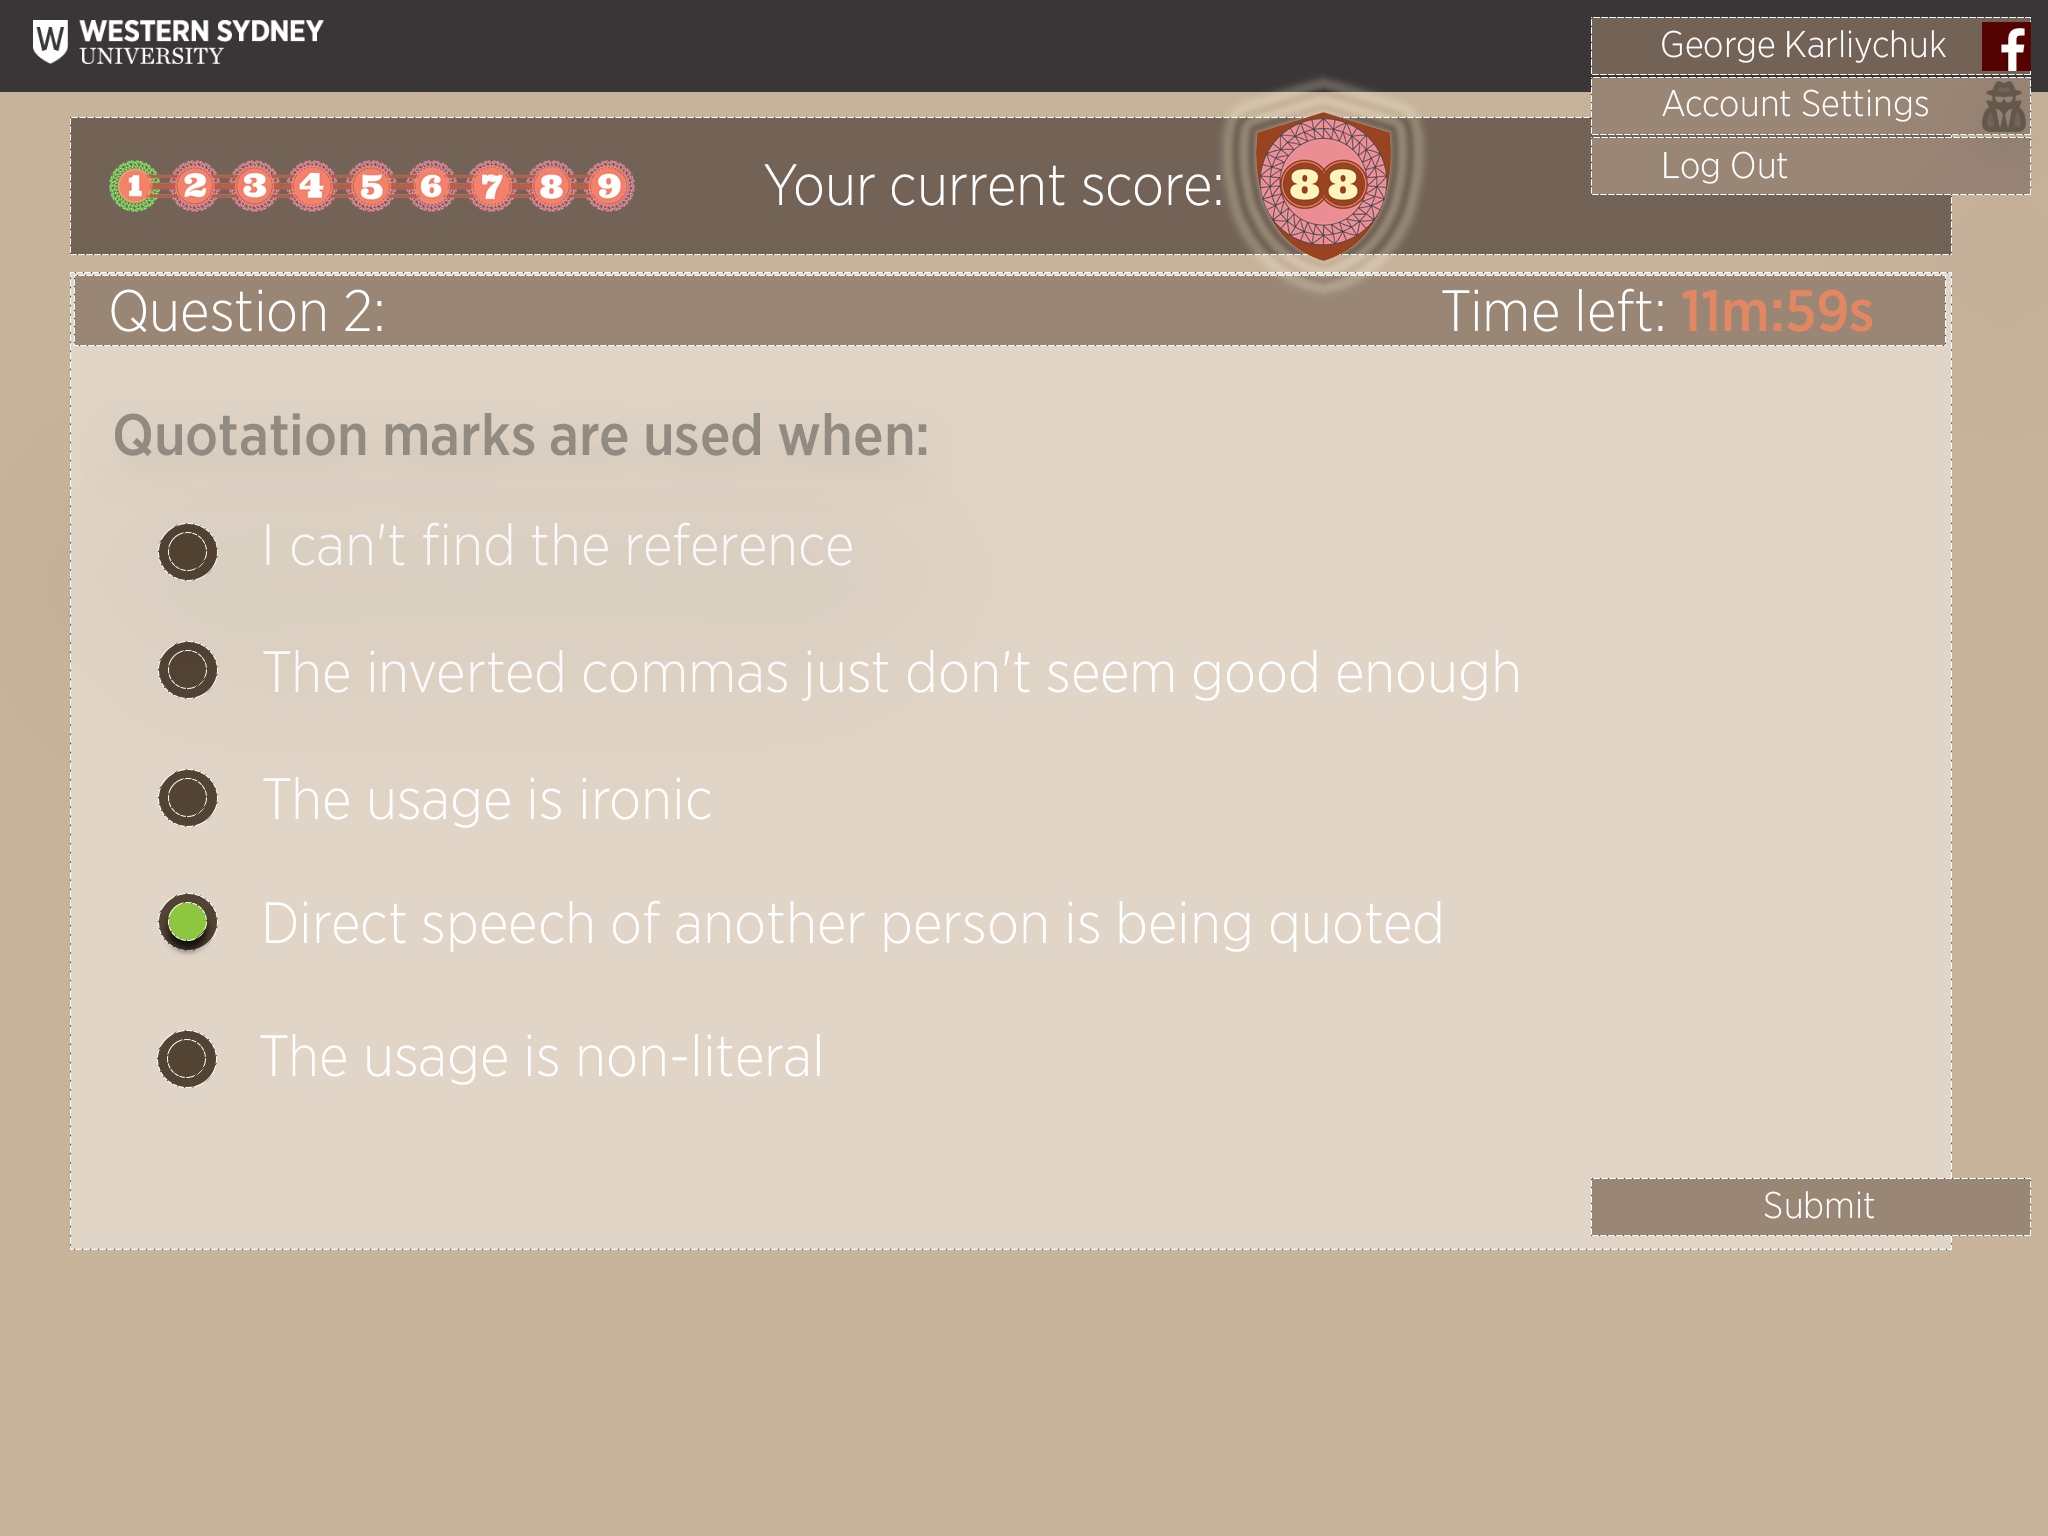 W WESTERN SYDNEY
UNIVERSITY
George Karliychuk
f
Account Settings
Log Out
1 2 3 4 5 6 7 8 9
Your current score: 88
Question 2:
Time left: 11m:59s
Quotation marks are used when:
I can't find the reference
The inverted commas just don't seem good enough
The usage is ironic
Direct speech of another person is being quoted
The usage is non-literal
Submit